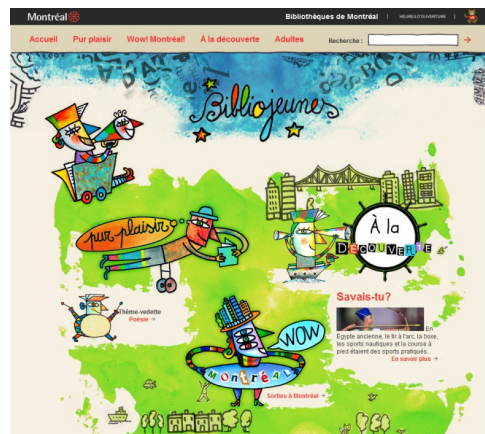 Montréal
Bibliothèques de Montréal | HEURES D'OUVERTURE |
Accueil Pur plaisir Wow! Montréal! À la découverte Adultes Recherche : →
Bibliojeunes
pur plaisir
À la
DÉCOUVERTE
Thème-vedette
Poésie →
WOW
MONTRÉAL
Sorties à Montréal →
Savais-tu?
En
Egypte ancienne, le tir à l'arc, la boxe,
les sports nautiques et la course à
pied étaient des sports pratiqués.
En savoir plus →